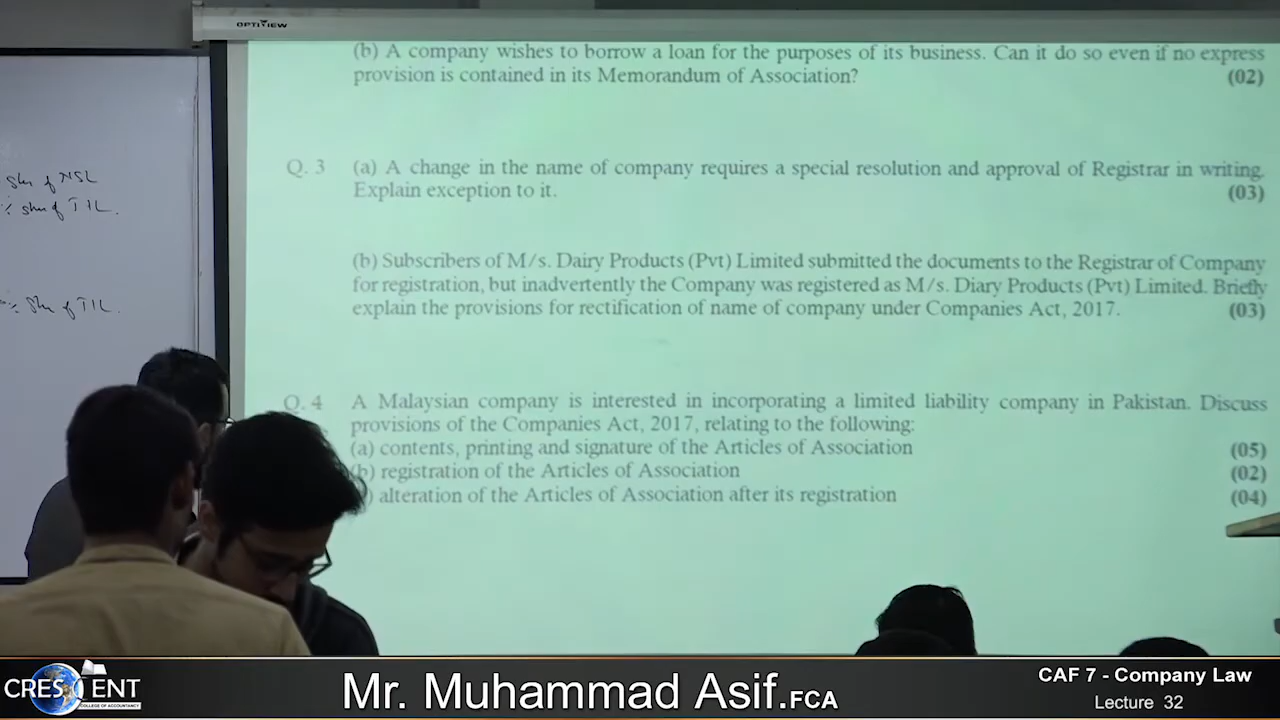 OPTIVIEW
(b) A company wishes to borrow a loan for the purposes of its business. Can it do so even if no express
provision is contained in its Memorandum of Association? (02)
Q. 3 (a) A change in the name of company requires a special resolution and approval of Registrar in writing.
Explain exception to it. (03)
(b) Subscribers of M/s. Dairy Products (Pvt) Limited submitted the documents to the Registrar of Company
for registration, but inadvertently the Company was registered as M/s. Diary Products (Pvt) Limited. Briefly
explain the provisions for rectification of name of company under Companies Act, 2017. (03)
Q. 4 A Malaysian company is interested in incorporating a limited liability company in Pakistan. Discuss
provisions of the Companies Act, 2017, relating to the following:
(a) contents, printing and signature of the Articles of Association (05)
(b) registration of the Articles of Association (02)
) alteration of the Articles of Association after its registration (04)
of NSL
of TIL.
of TIL.
CRESCENT
COLLEGE OF ACCOUNTANCY
Mr. Muhammad Asif.FCA
CAF 7 - Company Law
Lecture 32